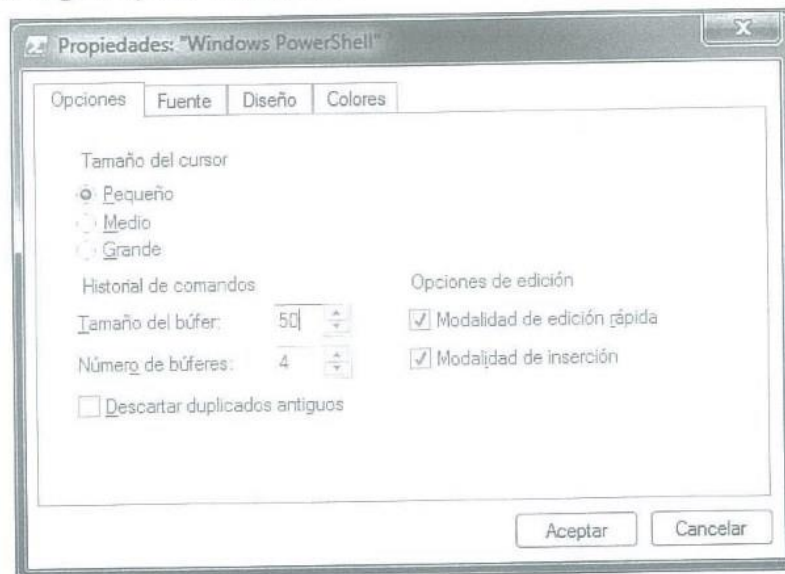 Propiedades: "Windows PowerShell"
Opciones Fuente Diseño Colores
Tamaño del cursor
Pequeño
Medio
Grande
Historial de comandos Opciones de edición
Tamaño del búfer: 50 Modalidad de edición rápida
Número de búferes: 4 Modalidad de inserción
Descartar duplicados antiguos
Aceptar Cancelar